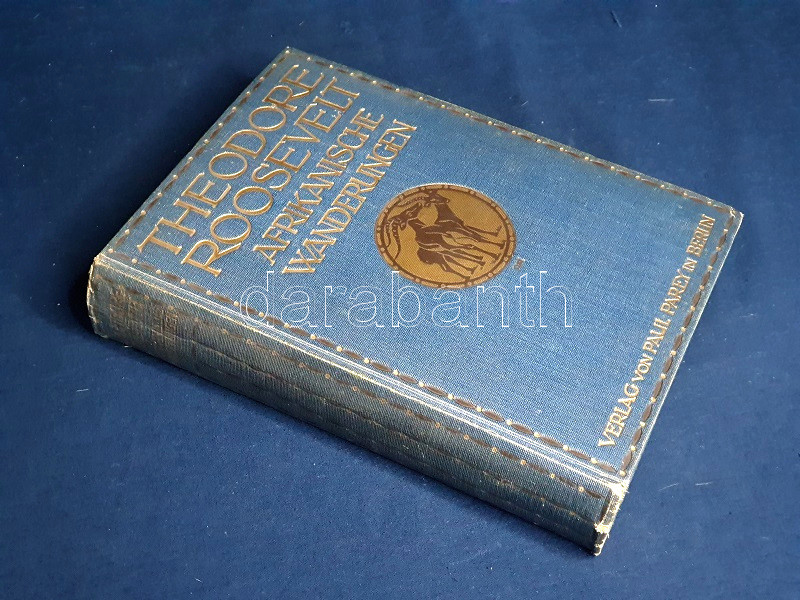 THEODORE
ROOSEVELT
AFRIKANISCHE
WANDERUNGEN
VERLAG VON PAUL PAREY IN BERLIN
darabanth